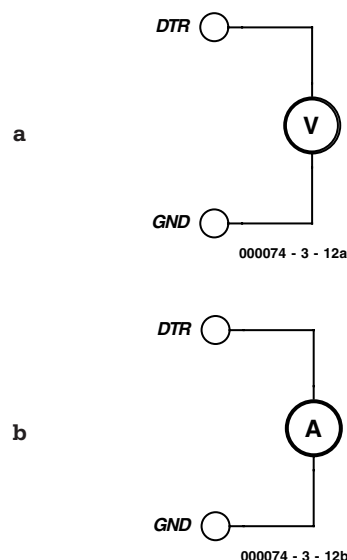 DTR
a
V
GND
000074 - 3 - 12a
DTR
b
A
GND
000074 - 3 - 12b